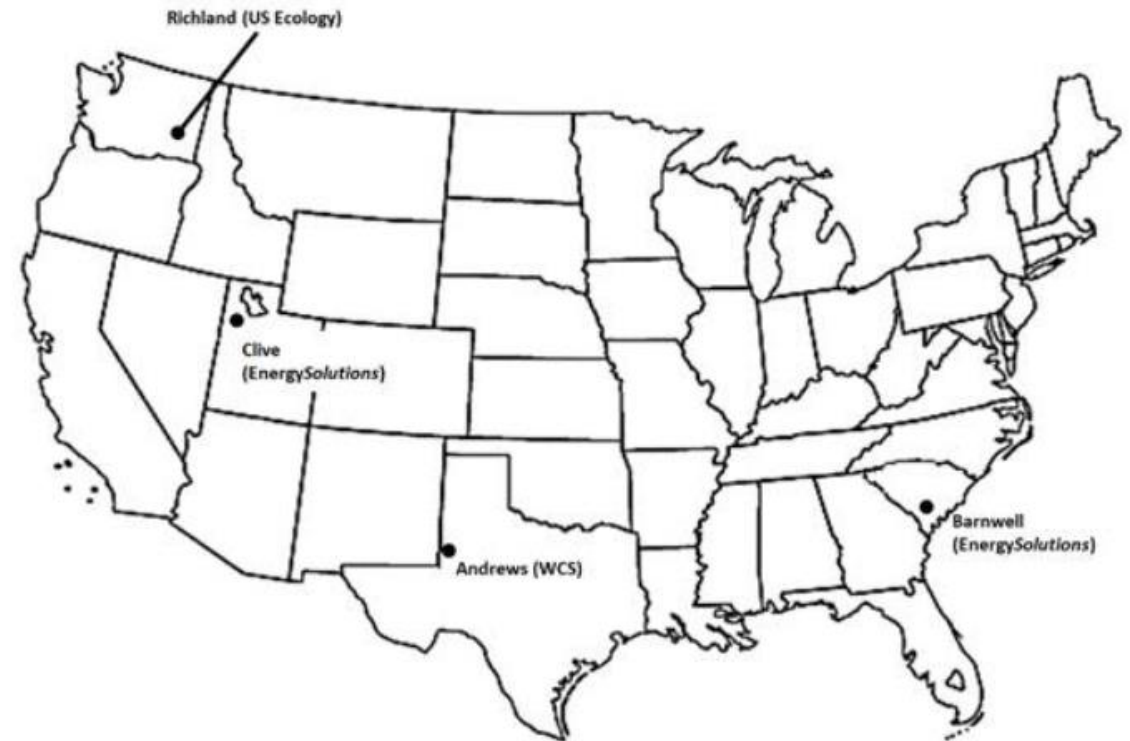 Richland (US Ecology)
Clive
(EnergySolutions)
Andrews (WCS)
Barnwell
(EnergySolutions)